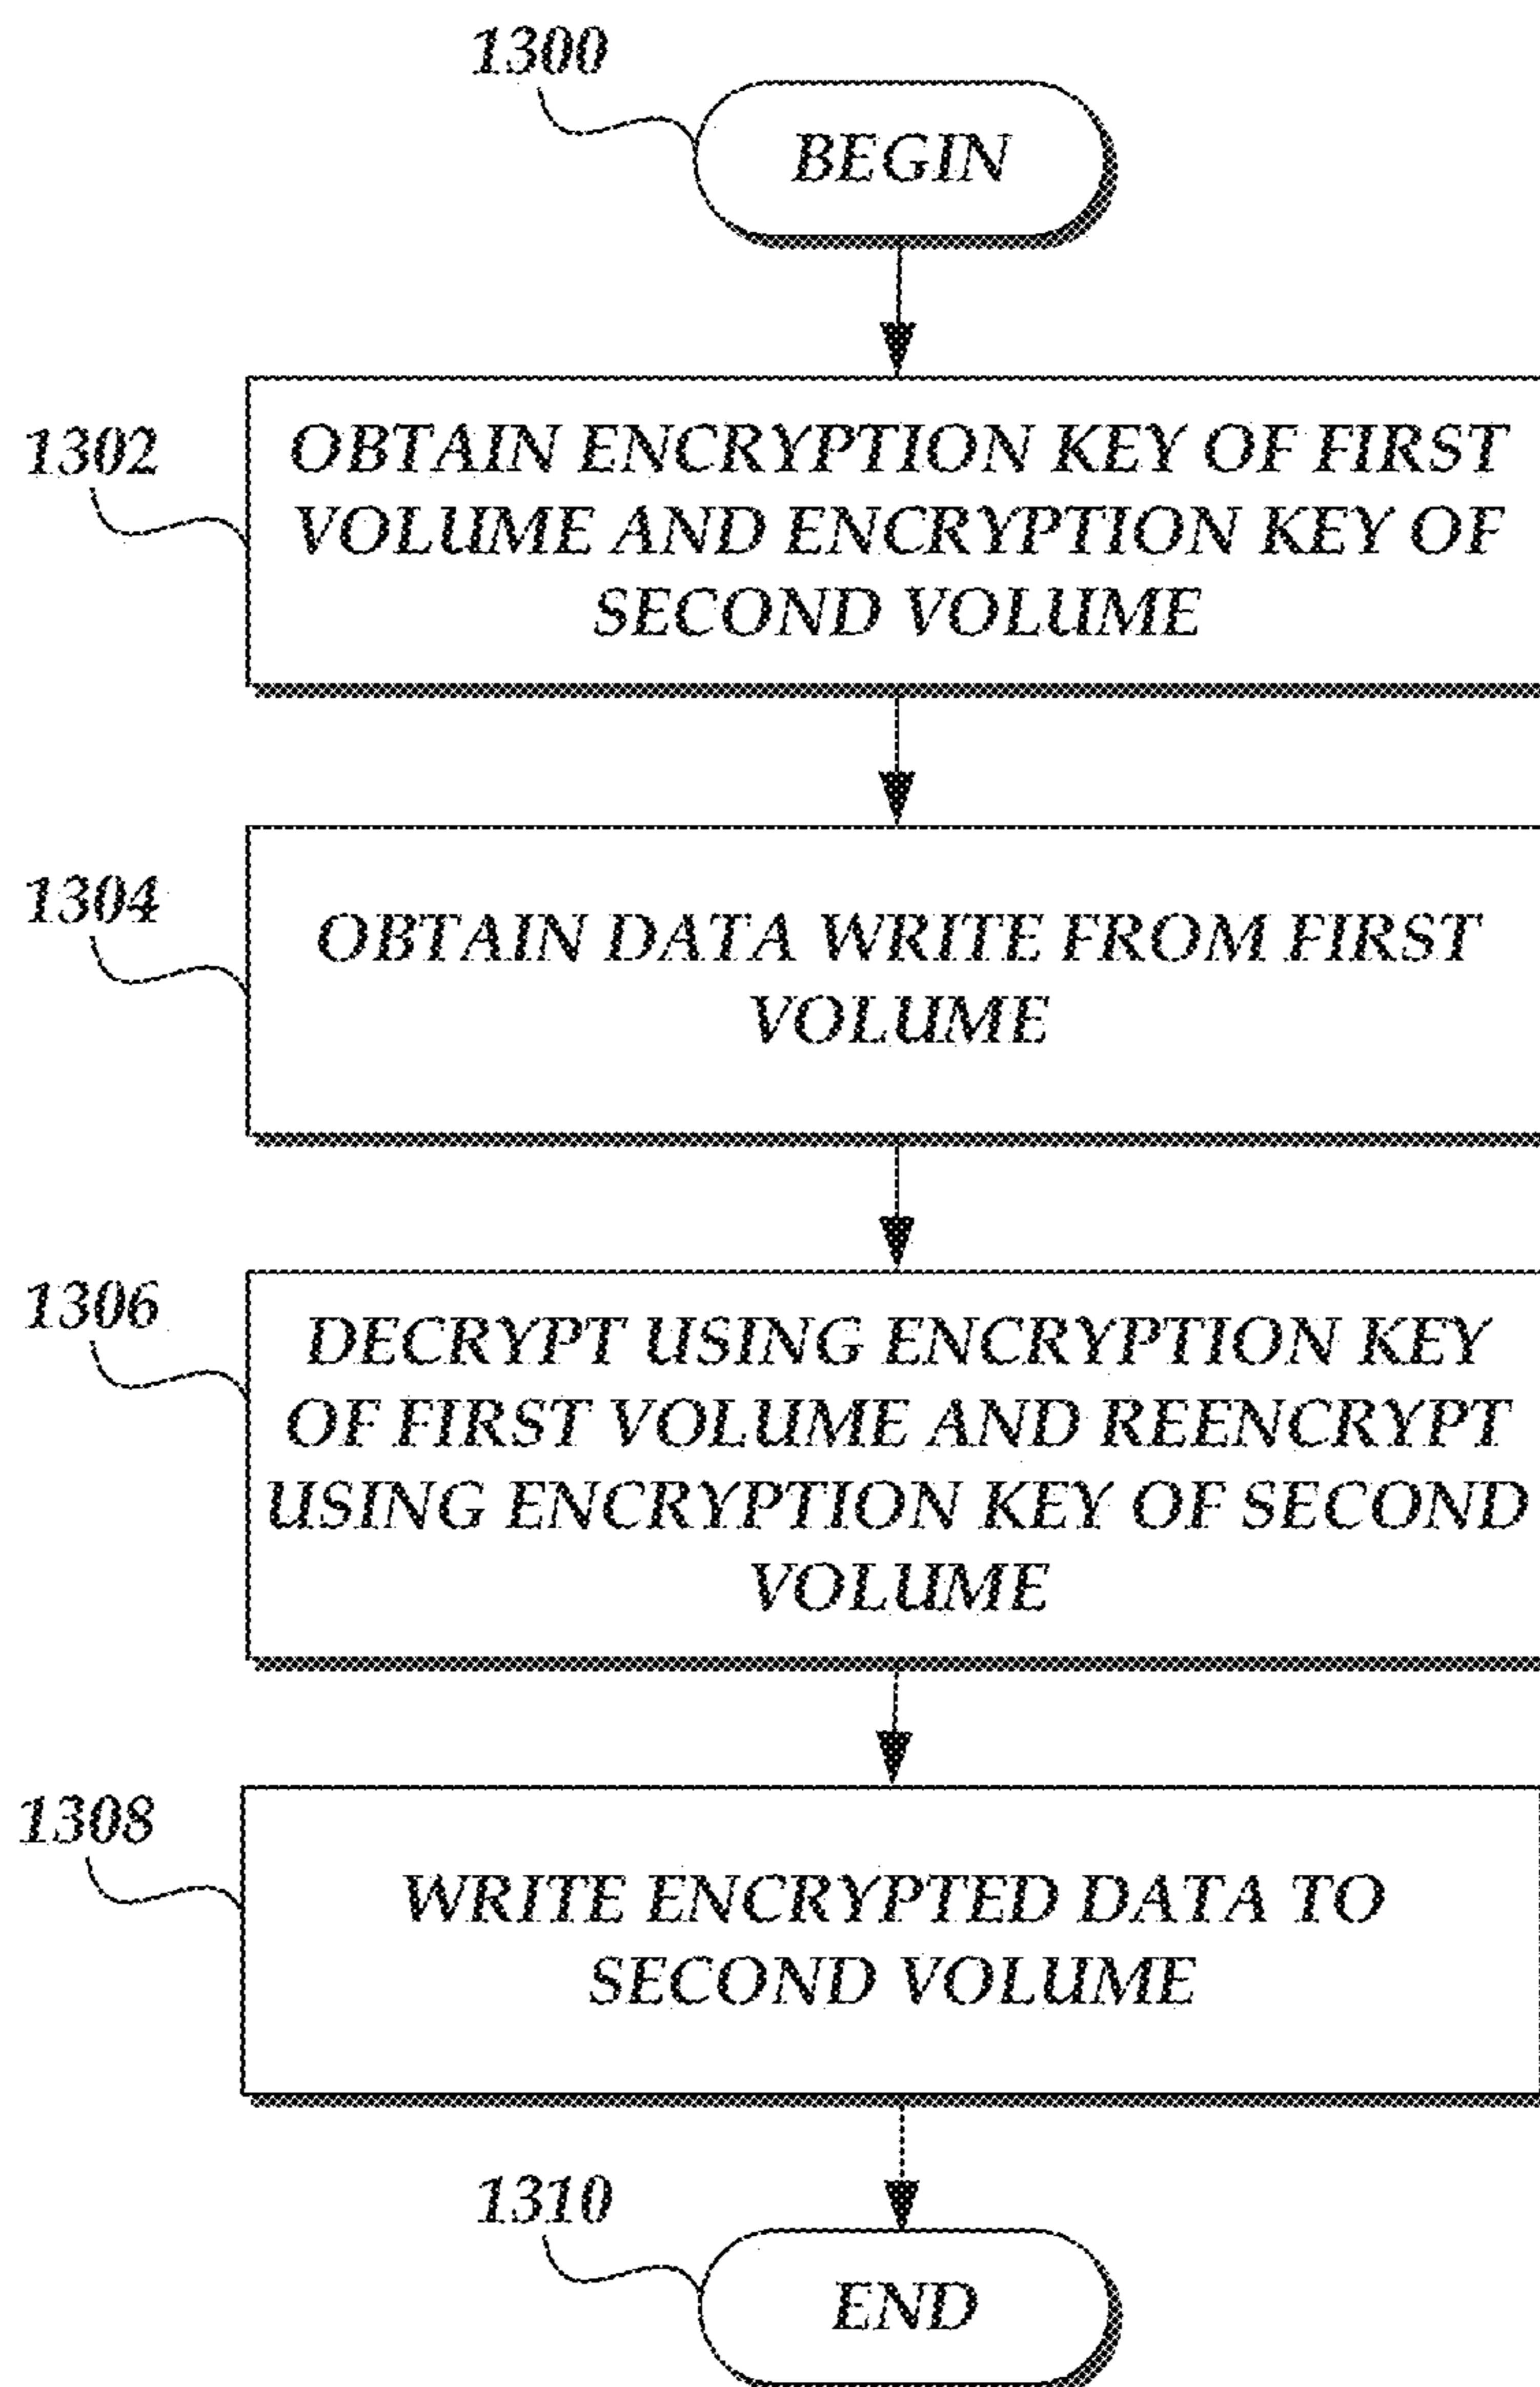 1300
BEGIN
1302
OBTAIN ENCRYPTION KEY OF FIRST
VOLUME AND ENCRYPTION KEY OF
SECOND VOLUME
1304
OBTAIN DATA WRITE FROM FIRST
VOLUME
1306
DECRYPT USING ENCRYPTION KEY
OF FIRST VOLUME AND REENCRYPT
USING ENCRYPTION KEY OF SECOND
VOLUME
1308
WRITE ENCRYPTED DATA TO
SECOND VOLUME
1310
END